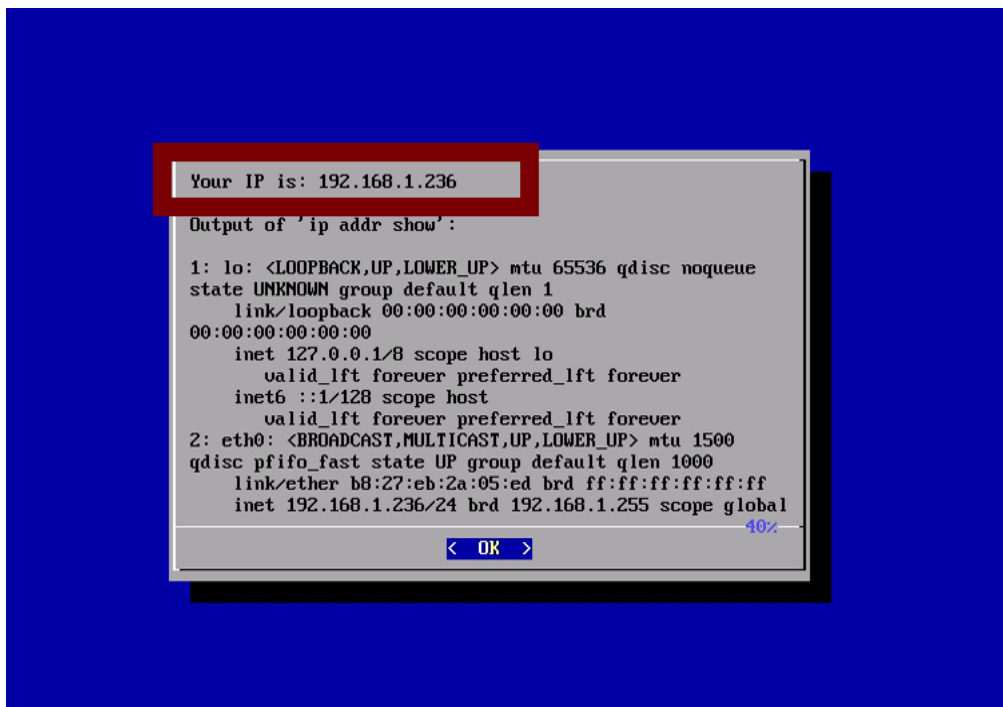 Your IP is: 192.168.1.236
Output of 'ip addr show':
1: lo: <LOOPBACK,UP,LOWER_UP> mtu 65536 qdisc noqueue
state UNKNOWN group default qlen 1
link/loopback 00:00:00:00:00:00 brd
00:00:00:00:00:00
inet 127.0.0.1/8 scope host lo
valid_lft forever preferred_lft forever
inet6 ::1/128 scope host
valid_lft forever preferred_lft forever
2: eth0: <BROADCAST,MULTICAST,UP,LOWER_UP> mtu 1500
qdisc pfifo_fast state UP group default qlen 1000
link/ether b8:27:eb:2a:05:ed brd ff:ff:ff:ff:ff:ff
inet 192.168.1.236/24 brd 192.168.1.255 scope global
40%
< OK >